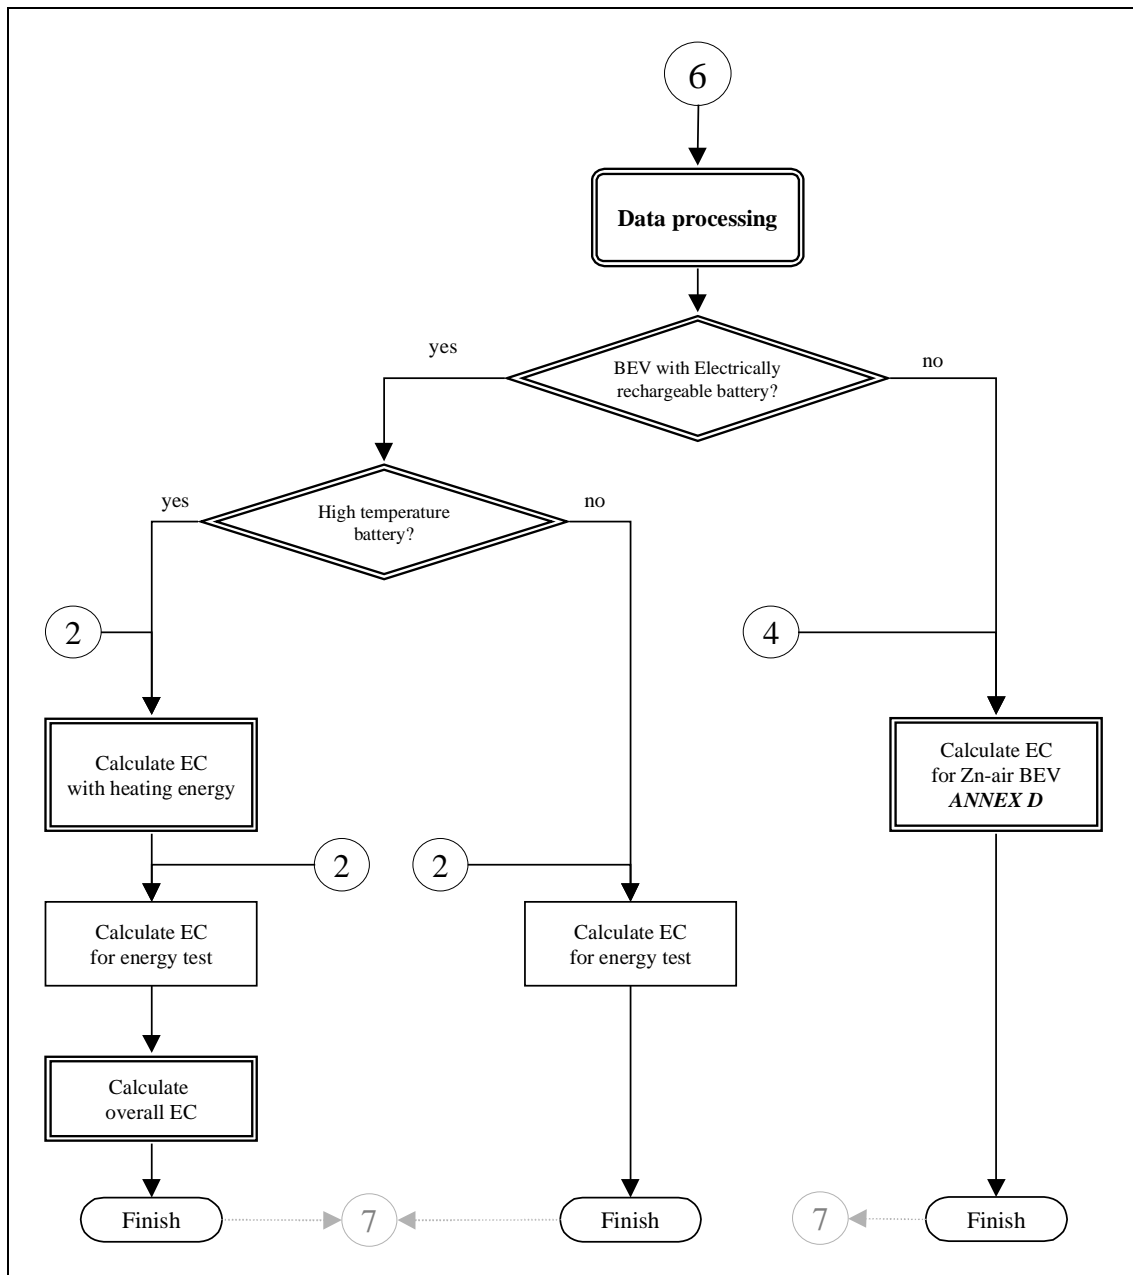 6
Data processing
yes
BEV with Electrically
rechargeable battery?
no
yes
High temperature
battery?
no
2
4
Calculate EC
with heating energy
Calculate EC
for Zn-air BEV
ANNEX D
2
2
Calculate EC
for energy test
Calculate EC
for energy test
Calculate
overall EC
Finish
7
Finish
7
Finish